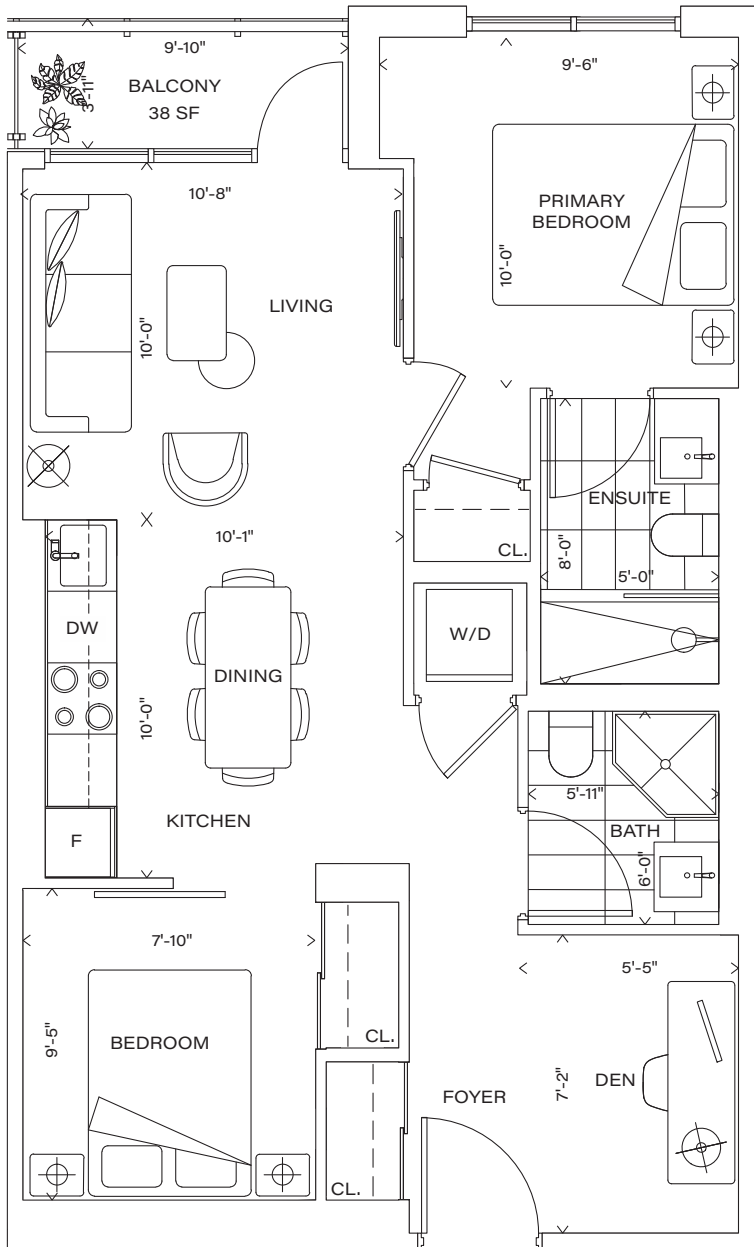 9'-10"
BALCONY
38 SF
3'-11"
9'-6"
10'-8"
PRIMARY
BEDROOM
10'-0"
LIVING
10'-0"
ENSUITE
10'-1"
CL.
8'-0"
5'-0"
DW
W/D
DINING
10'-0"
5'-11"
KITCHEN
BATH
F
6'-0"
7'-10"
5'-5"
BEDROOM
9'-5"
CL.
DEN
7'-2"
FOYER
CL.